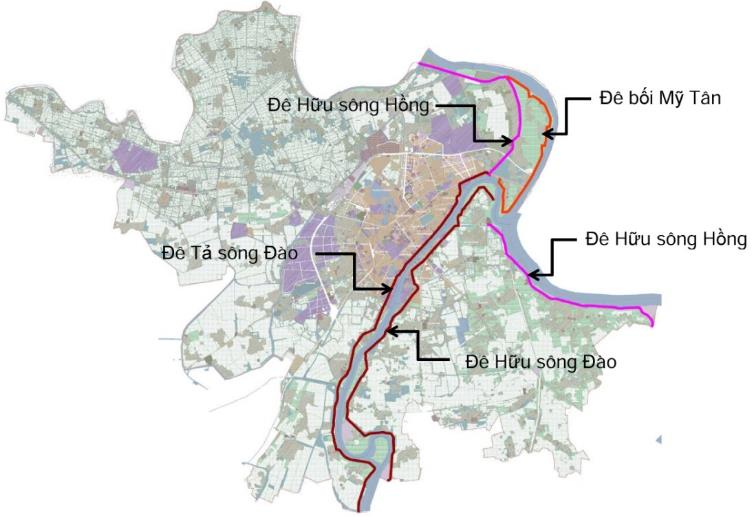 Đê bối Mỹ Tân
Đê Hữu sông Hồng
Đê Hữu sông Hồng
Đê Tả sông Đào
Đê Hữu sông Đào